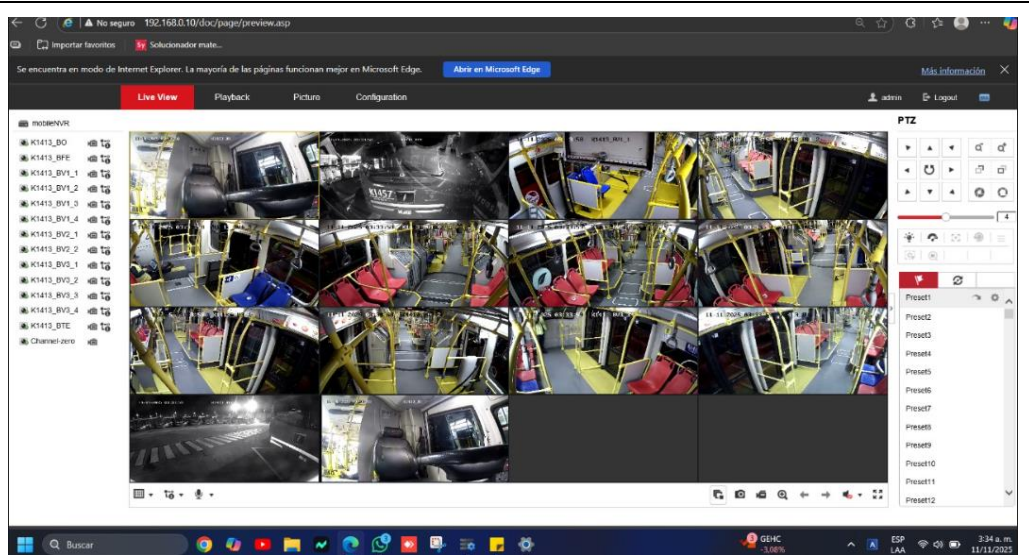 No seguro 192.168.0.10/doc/page/preview.asp
Importar favoritos Sy Solucionador mate...
Se encuentra en modo de Internet Explorer. La mayoría de las páginas funcionan mejor en Microsoft Edge. Abrir en Microsoft Edge Más información
Live View Playback Picture Configuration admin Logout
mobileNVR
K1413_BO
K1413_BFE
K1413_BV1_1
K1413_BV1_2
K1413_BV1_3
K1413_BV1_4
K1413_BV2_1
K1413_BV2_2
K1413_BV3_1
K1413_BV3_2
K1413_BV3_3
K1413_BV3_4
K1413_BTE
Channel-zero
K1457
K1413_BV1_1
PTZ
4
Preset1
Preset2
Preset3
Preset4
Preset5
Preset6
Preset7
Preset8
Preset9
Preset10
Preset11
Preset12
Buscar
GEHC
-3,08%
ESP
LAA
3:34 a. m.
11/11/2025